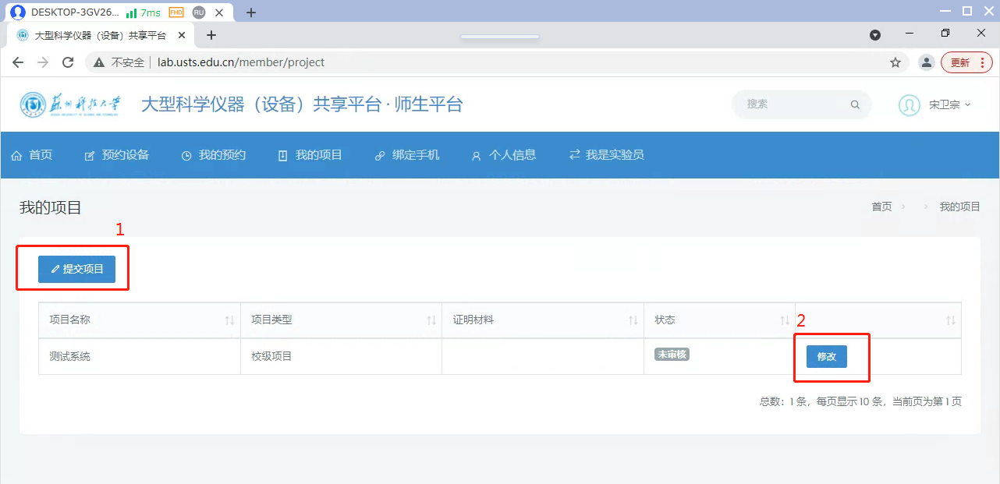 DESKTOP-3GV26... 7ms FHD RU
大型科学仪器（设备）共享平台
不安全 lab.usts.edu.cn/member/project 更新
苏州科技大学 大型科学仪器（设备）共享平台·师生平台 搜索 宋卫宗
首页 预约设备 我的预约 我的项目 绑定手机 个人信息 我是实验员
我的项目 首页 > > 我的项目
1
提交项目
项目名称 项目类型 证明材料 状态
2
测试系统 校级项目 未审核 修改
总数：1 条，每页显示 10 条，当前页为第 1 页